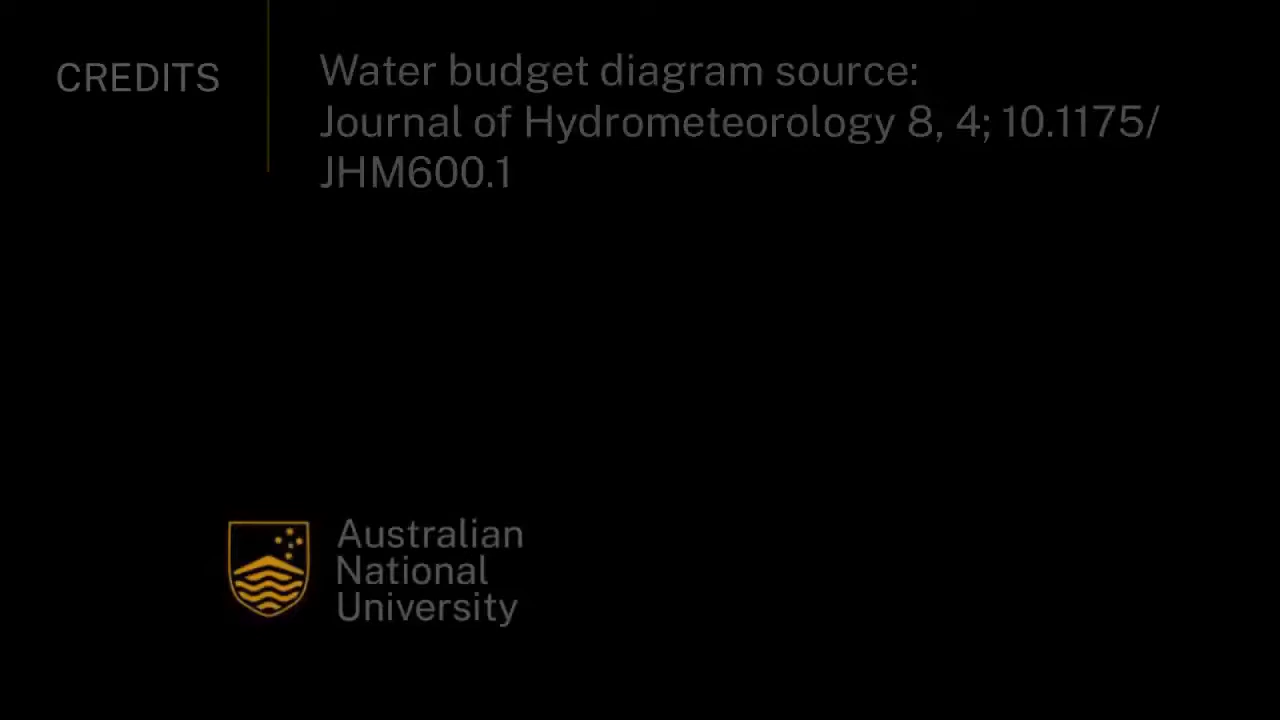 CREDITS
Water budget diagram source:
Journal of Hydrometeorology 8, 4; 10.1175/
JHM600.1
Australian
National
University